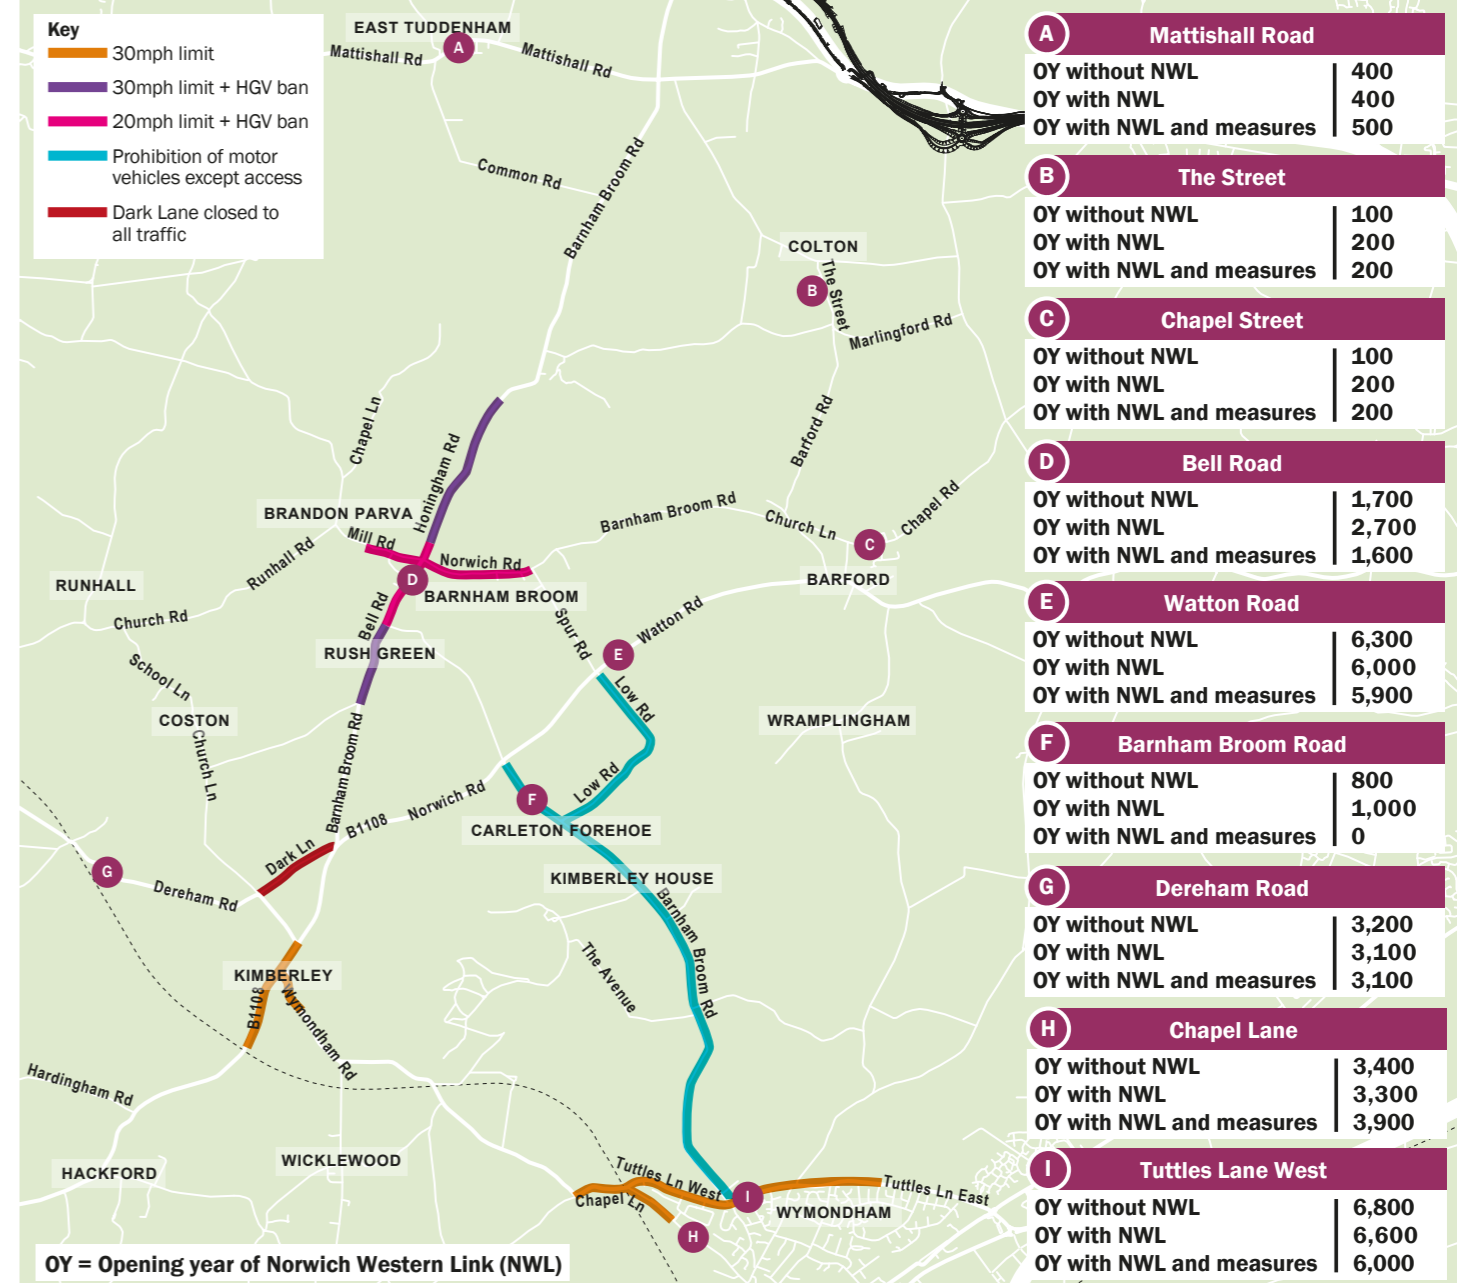 Key
30mph limit
30mph limit + HGV ban
20mph limit + HGV ban
Prohibition of motor
vehicles except access
Dark Lane closed to
all traffic
EAST TUDDENHAM
A
Mattishall Rd
Mattishall Rd
Common Rd
Barnham Broom Rd
COLTON
The Street
B
Marlingford Rd
Chapel Ln
Honingham Rd
Barford Rd
BRANDON PARVA
Mill Rd
Norwich Rd
Barnham Broom Rd
Church Ln
Chapel Rd
C
Runhall Rd
RUNHALL
D
BARNHAM BROOM
BARFORD
Church Rd
Bell Rd
Spur Rd
Watton Rd
RUSH GREEN
E
School Ln
Low Rd
COSTON
WRAMPLINGHAM
Church Ln
Barnham Broom Rd
Low Rd
Norwich Rd
F
B1108
CARLETON FOREHOE
Dark Ln
G
Dereham Rd
KIMBERLEY HOUSE
Barnham Broom Rd
The Avenue
KIMBERLEY
B1108
Wymondham Rd
Hardingham Rd
HACKFORD
WICKLEWOOD
Tuttles Ln West
Chapel Ln
I
Tuttles Ln East
WYMONDHAM
H
OY = Opening year of Norwich Western Link (NWL)
A Mattishall Road
OY without NWL 400
OY with NWL 400
OY with NWL and measures 500
B The Street
OY without NWL 100
OY with NWL 200
OY with NWL and measures 200
C Chapel Street
OY without NWL 100
OY with NWL 200
OY with NWL and measures 200
D Bell Road
OY without NWL 1,700
OY with NWL 2,700
OY with NWL and measures 1,600
E Watton Road
OY without NWL 6,300
OY with NWL 6,000
OY with NWL and measures 5,900
F Barnham Broom Road
OY without NWL 800
OY with NWL 1,000
OY with NWL and measures 0
G Dereham Road
OY without NWL 3,200
OY with NWL 3,100
OY with NWL and measures 3,100
H Chapel Lane
OY without NWL 3,400
OY with NWL 3,300
OY with NWL and measures 3,900
I Tuttles Lane West
OY without NWL 6,800
OY with NWL 6,600
OY with NWL and measures 6,000